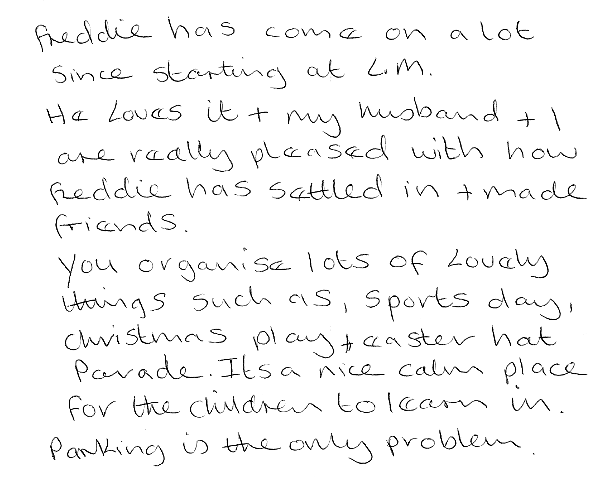 Freddie has come on a lot
since starting at L.M.
He loves it + my husband + I
are really pleased with how
Freddie has settled in + made
friends.
You organise lots of lovely
things such as, sports day,
christmas play + easter hat
Parade. Its a nice calm place
for the children to learn in.
Parking is the only problem.